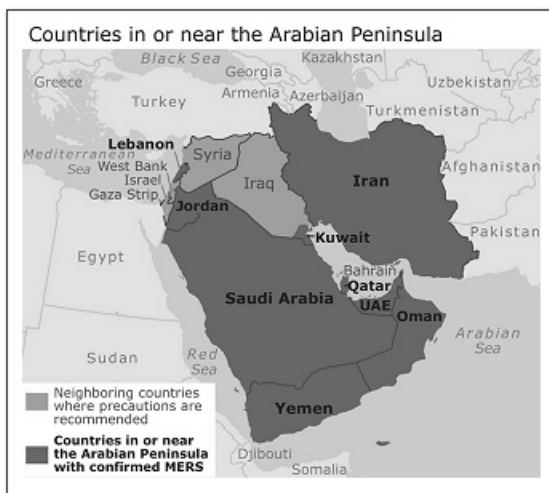 Countries in or near the Arabian Peninsula
Black Sea
Kazakhstan
Georgia
Greece
Armenia
Azerbaijan
Uzbekistan
Turkey
Turkmenistan
Lebanon
Mediterranean
Sea
Syria
West Bank
Israel
Gaza Strip
Iraq
Iran
Afghanistan
Jordan
Kuwait
Pakistan
Egypt
Bahrain
Qatar
Saudi Arabia
UAE
Oman
Arabian
Sea
Sudan
Red
Sea
Yemen
Djibouti
Somalia
Neighboring countries
where precautions are
recommended
Countries in or near
the Arabian Peninsula
with confirmed MERS